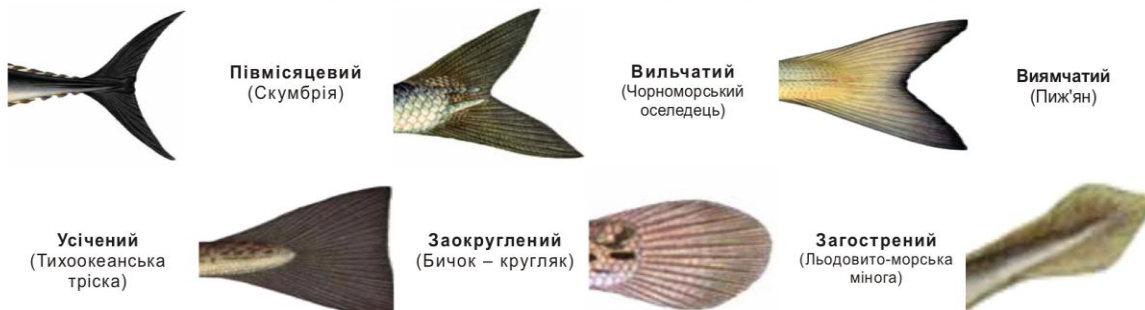 Півмісяцевий
(Скумбрія)
Вильчатий
(Чорноморський
оселедець)
Виямчатий
(Пиж'ян)
Усічений
(Тихоокеанська
тріска)
Заокруглений
(Бичок – кругляк)
Загострений
(Льодовито-морська
мінога)